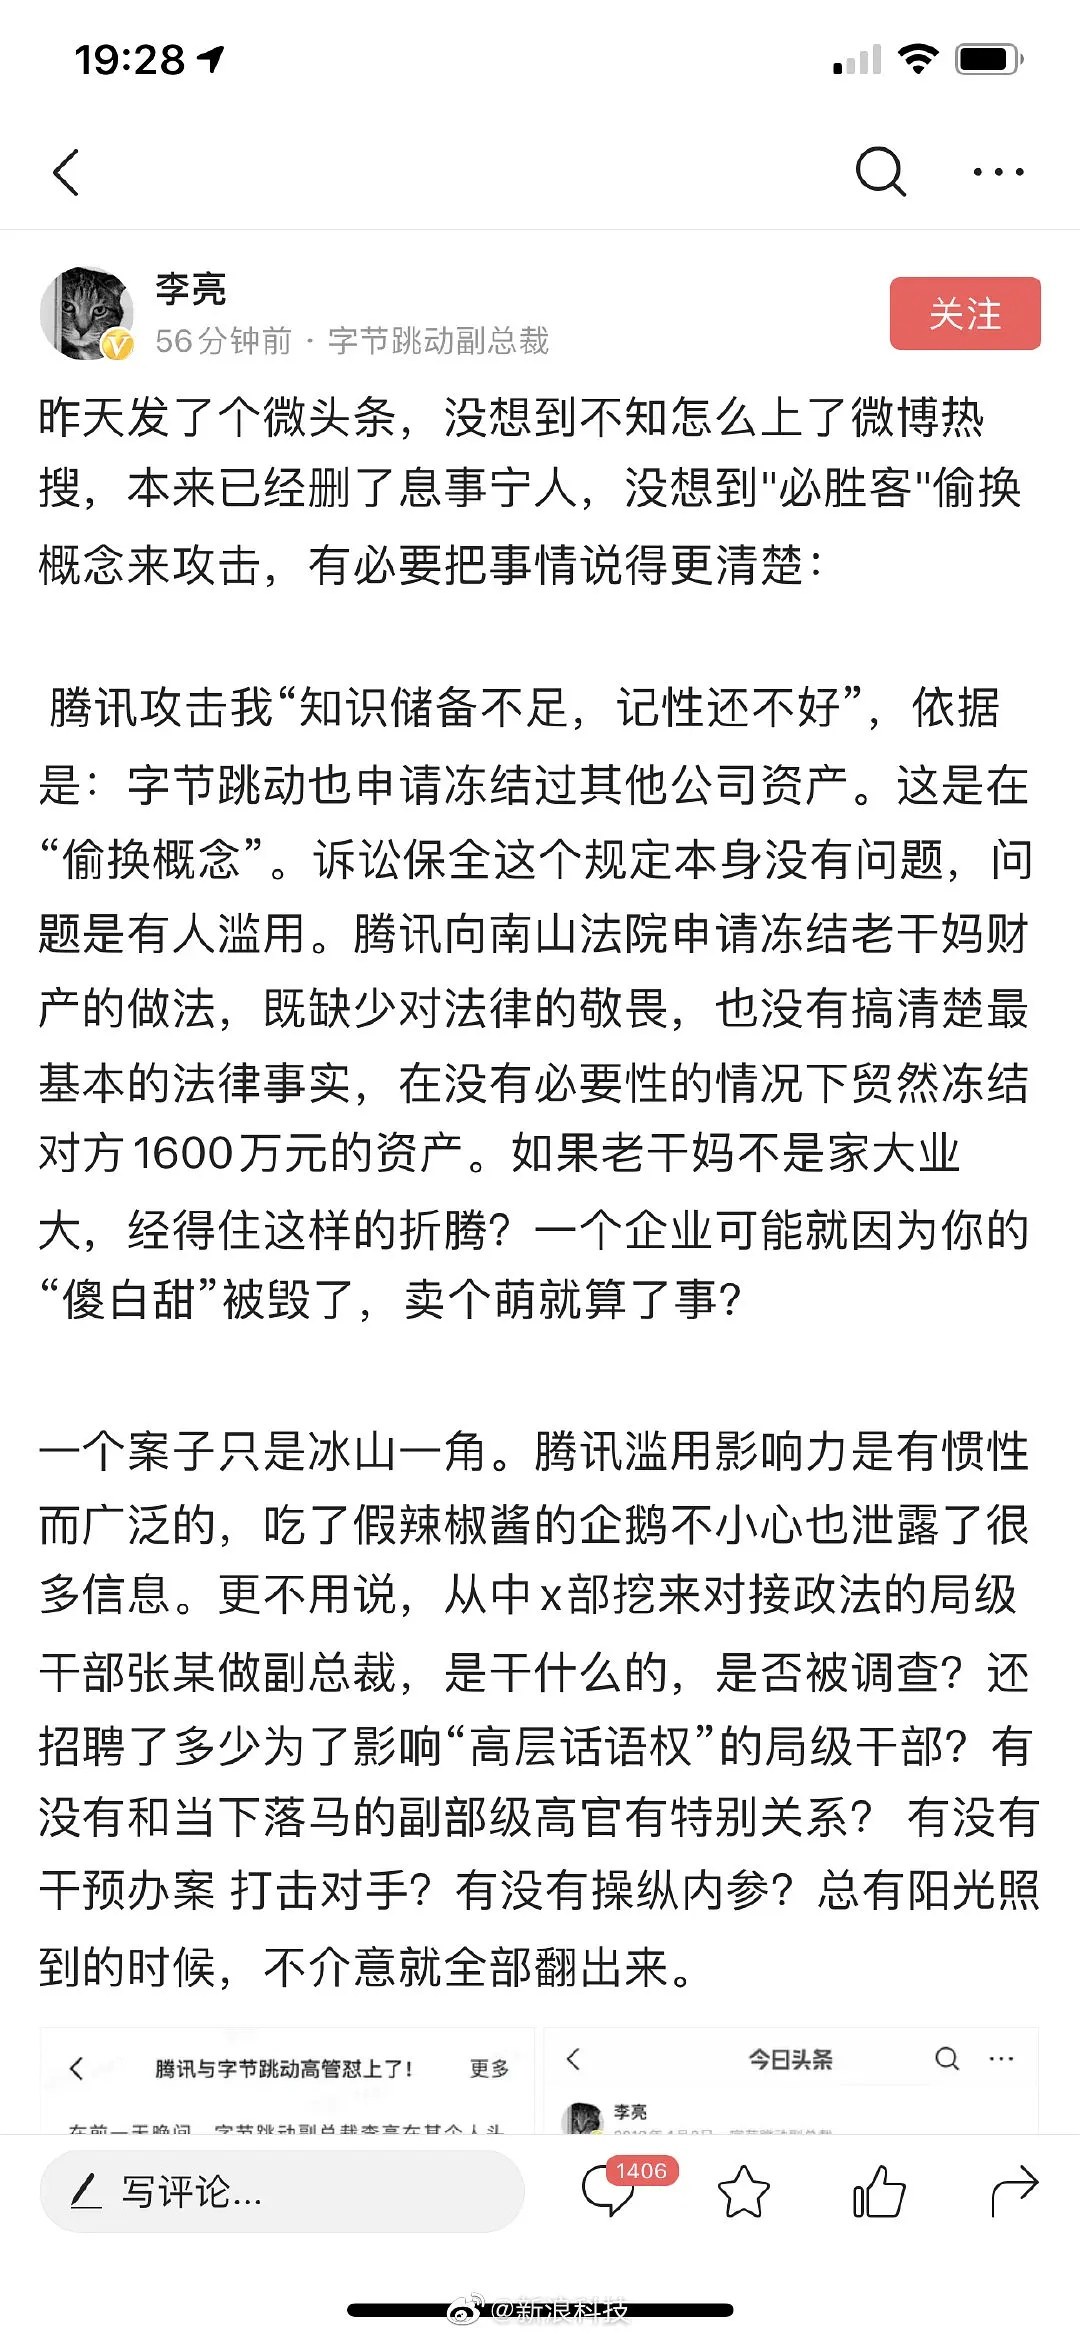 19:28
李亮
56分钟前 · 字节跳动副总裁
关注
昨天发了个微头条，没想到不知怎么上了微博热
搜，本来已经删了息事宁人，没想到"必胜客"偷换
概念来攻击，有必要把事情说得更清楚：
腾讯攻击我“知识储备不足，记性还不好”，依据
是：字节跳动也申请冻结过其他公司资产。这是在
“偷换概念”。诉讼保全这个规定本身没有问题，问
题是有人滥用。腾讯向南山法院申请冻结老干妈财
产的做法，既缺少对法律的敬畏，也没有搞清楚最
基本的法律事实，在没有必要性的情况下贸然冻结
对方1600万元的资产。如果老干妈不是家大业
大，经得住这样的折腾？一个企业可能就因为你的
“傻白甜”被毁了，卖个萌就算了事？
一个案子只是冰山一角。腾讯滥用影响力是有惯性
而广泛的，吃了假辣椒酱的企鹅不小心也泄露了很
多信息。更不用说，从中x部挖来对接政法的局级
干部张某做副总裁，是干什么的，是否被调查？还
招聘了多少为了影响“高层话语权”的局级干部？有
没有和当下落马的副部级高官有特别关系？ 有没有
干预办案 打击对手？有没有操纵内参？总有阳光照
到的时候，不介意就全部翻出来。
腾讯与字节跳动高管怼上了！ 更多
今日头条
李亮
写评论...
1406
@新浪科技